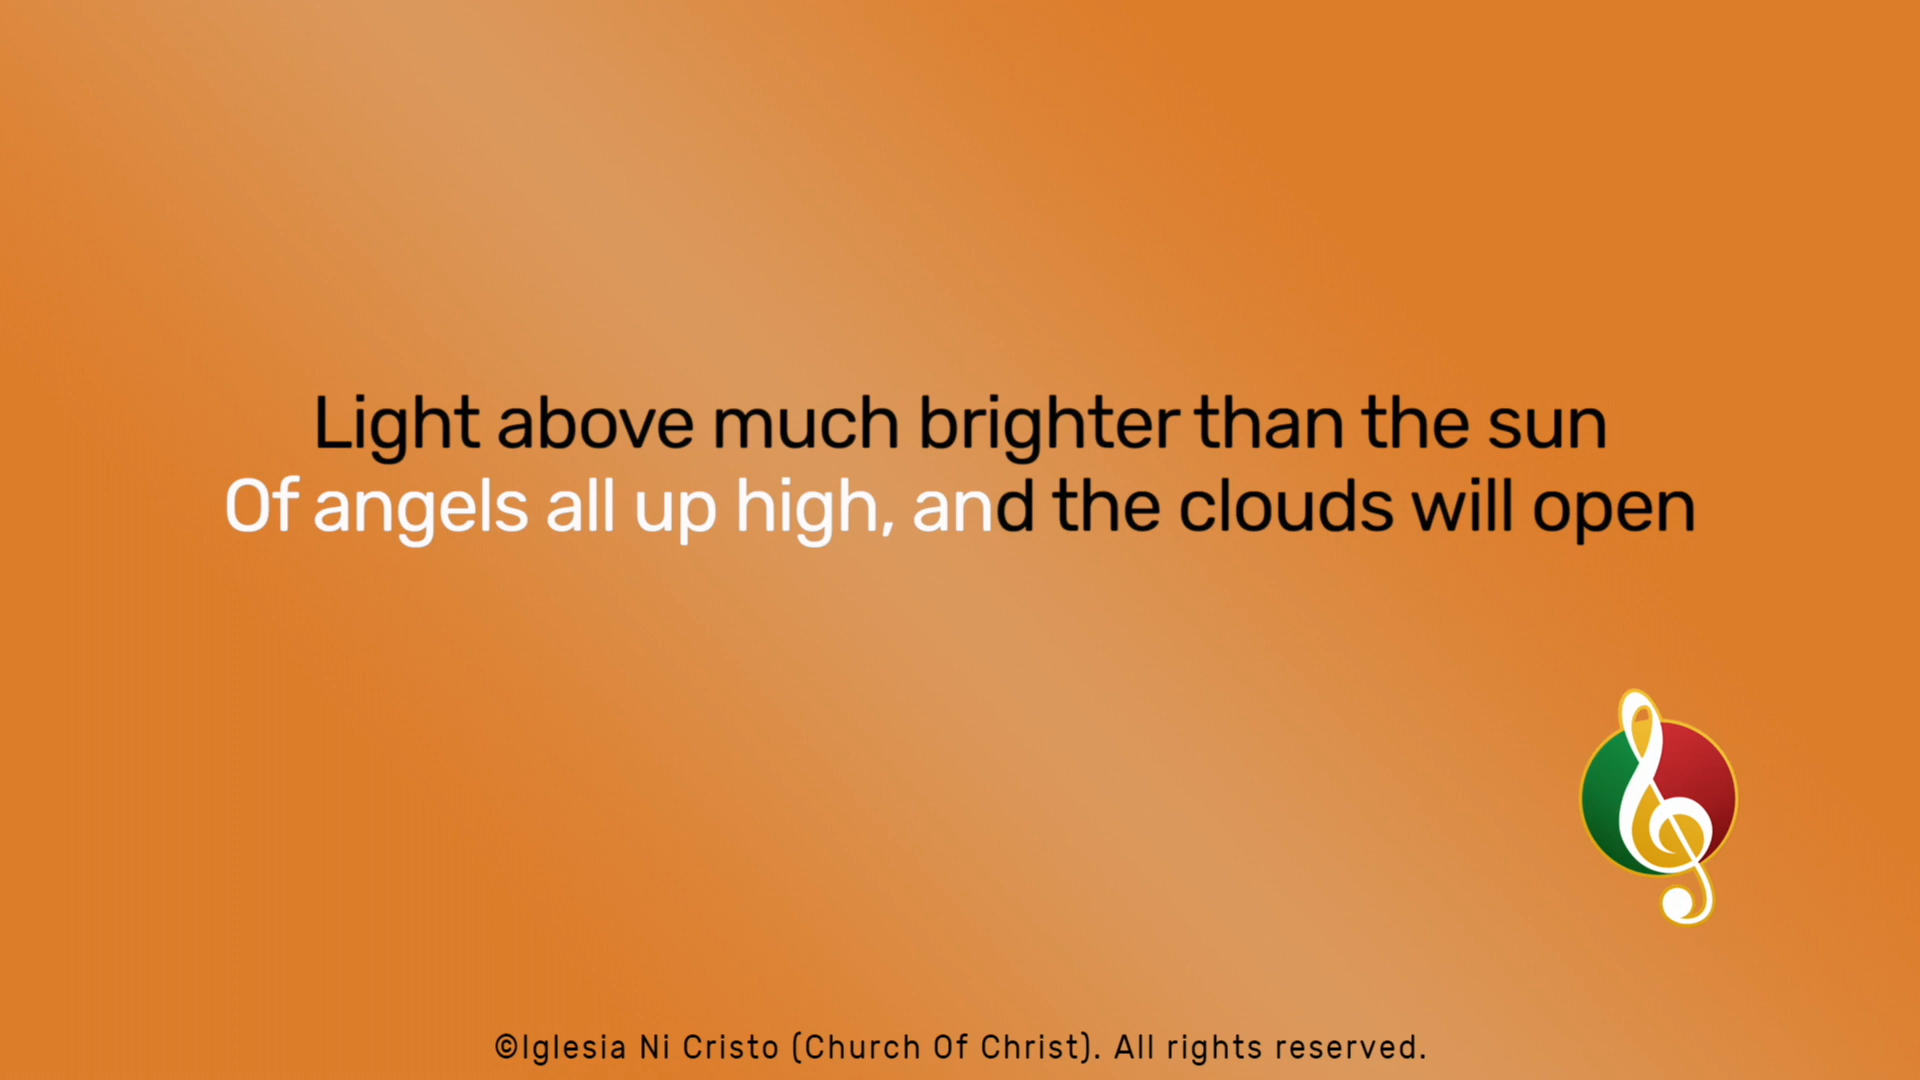 Light above much brighter than the sun
Of angels all up high, and the clouds will open
©Iglesia Ni Cristo (Church Of Christ). All rights reserved.